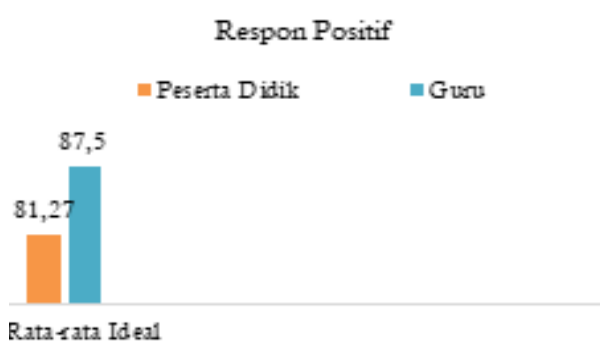 Respon Positif
Peserta Didik Guru
87,5
81,27
Rata-rata Ideal